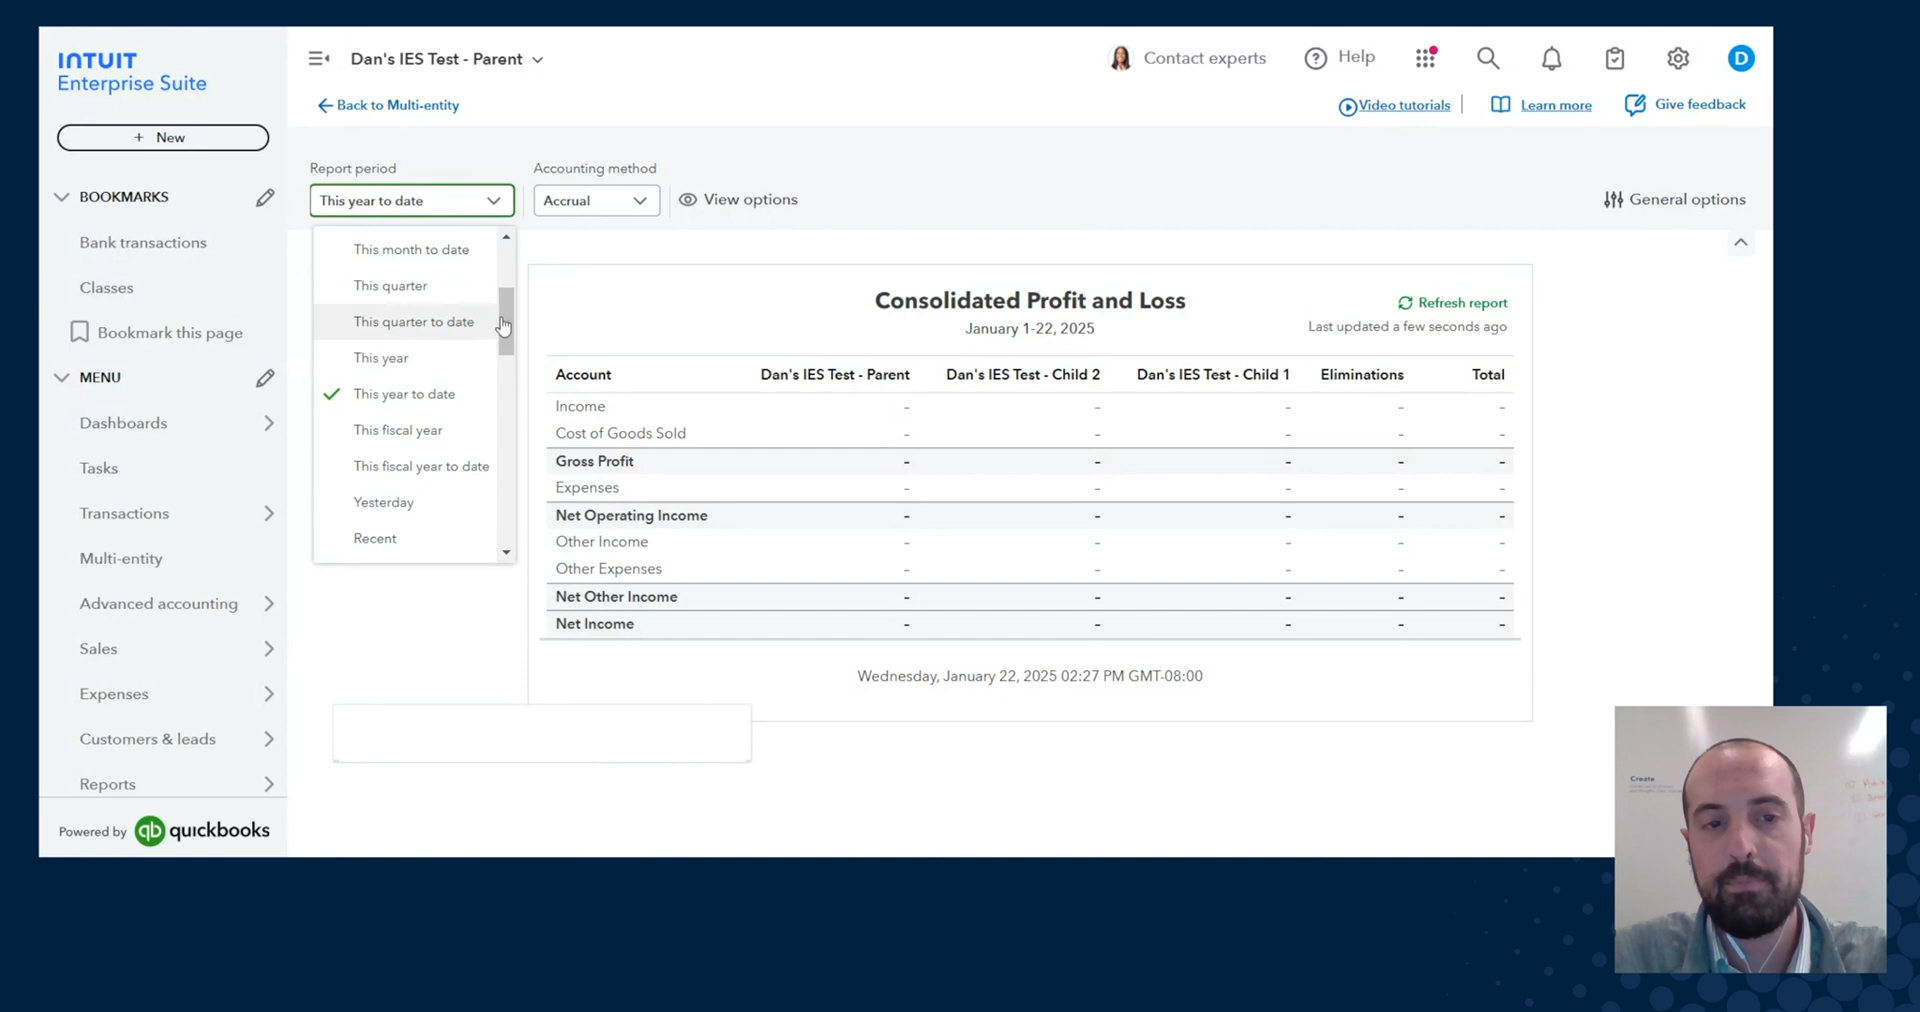 INTUIT
Enterprise Suite
+ New
BOOKMARKS
Bank transactions
Classes
Bookmark this page
MENU
Dashboards
Tasks
Transactions
Multi-entity
Advanced accounting
Sales
Expenses
Customers & leads
Reports
Powered by qb quickbooks
Dan's IES Test - Parent
Contact experts
? Help
D
Back to Multi-entity
Video tutorials
Learn more
Give feedback
Report period
Accounting method
This year to date
Accrual
View options
General options
This month to date
This quarter
This quarter to date
This year
This year to date
This fiscal year
This fiscal year to date
Yesterday
Recent
Consolidated Profit and Loss
January 1-22, 2025
Refresh report
Last updated a few seconds ago
Account Dan's IES Test - Parent Dan's IES Test - Child 2 Dan's IES Test - Child 1 Eliminations Total
Income - - - - -
Cost of Goods Sold - - - - -
Gross Profit - - - - -
Expenses - - - - -
Net Operating Income - - - - -
Other Income - - - - -
Other Expenses - - - - -
Net Other Income - - - - -
Net Income - - - - -
Wednesday, January 22, 2025 02:27 PM GMT-08:00
Create